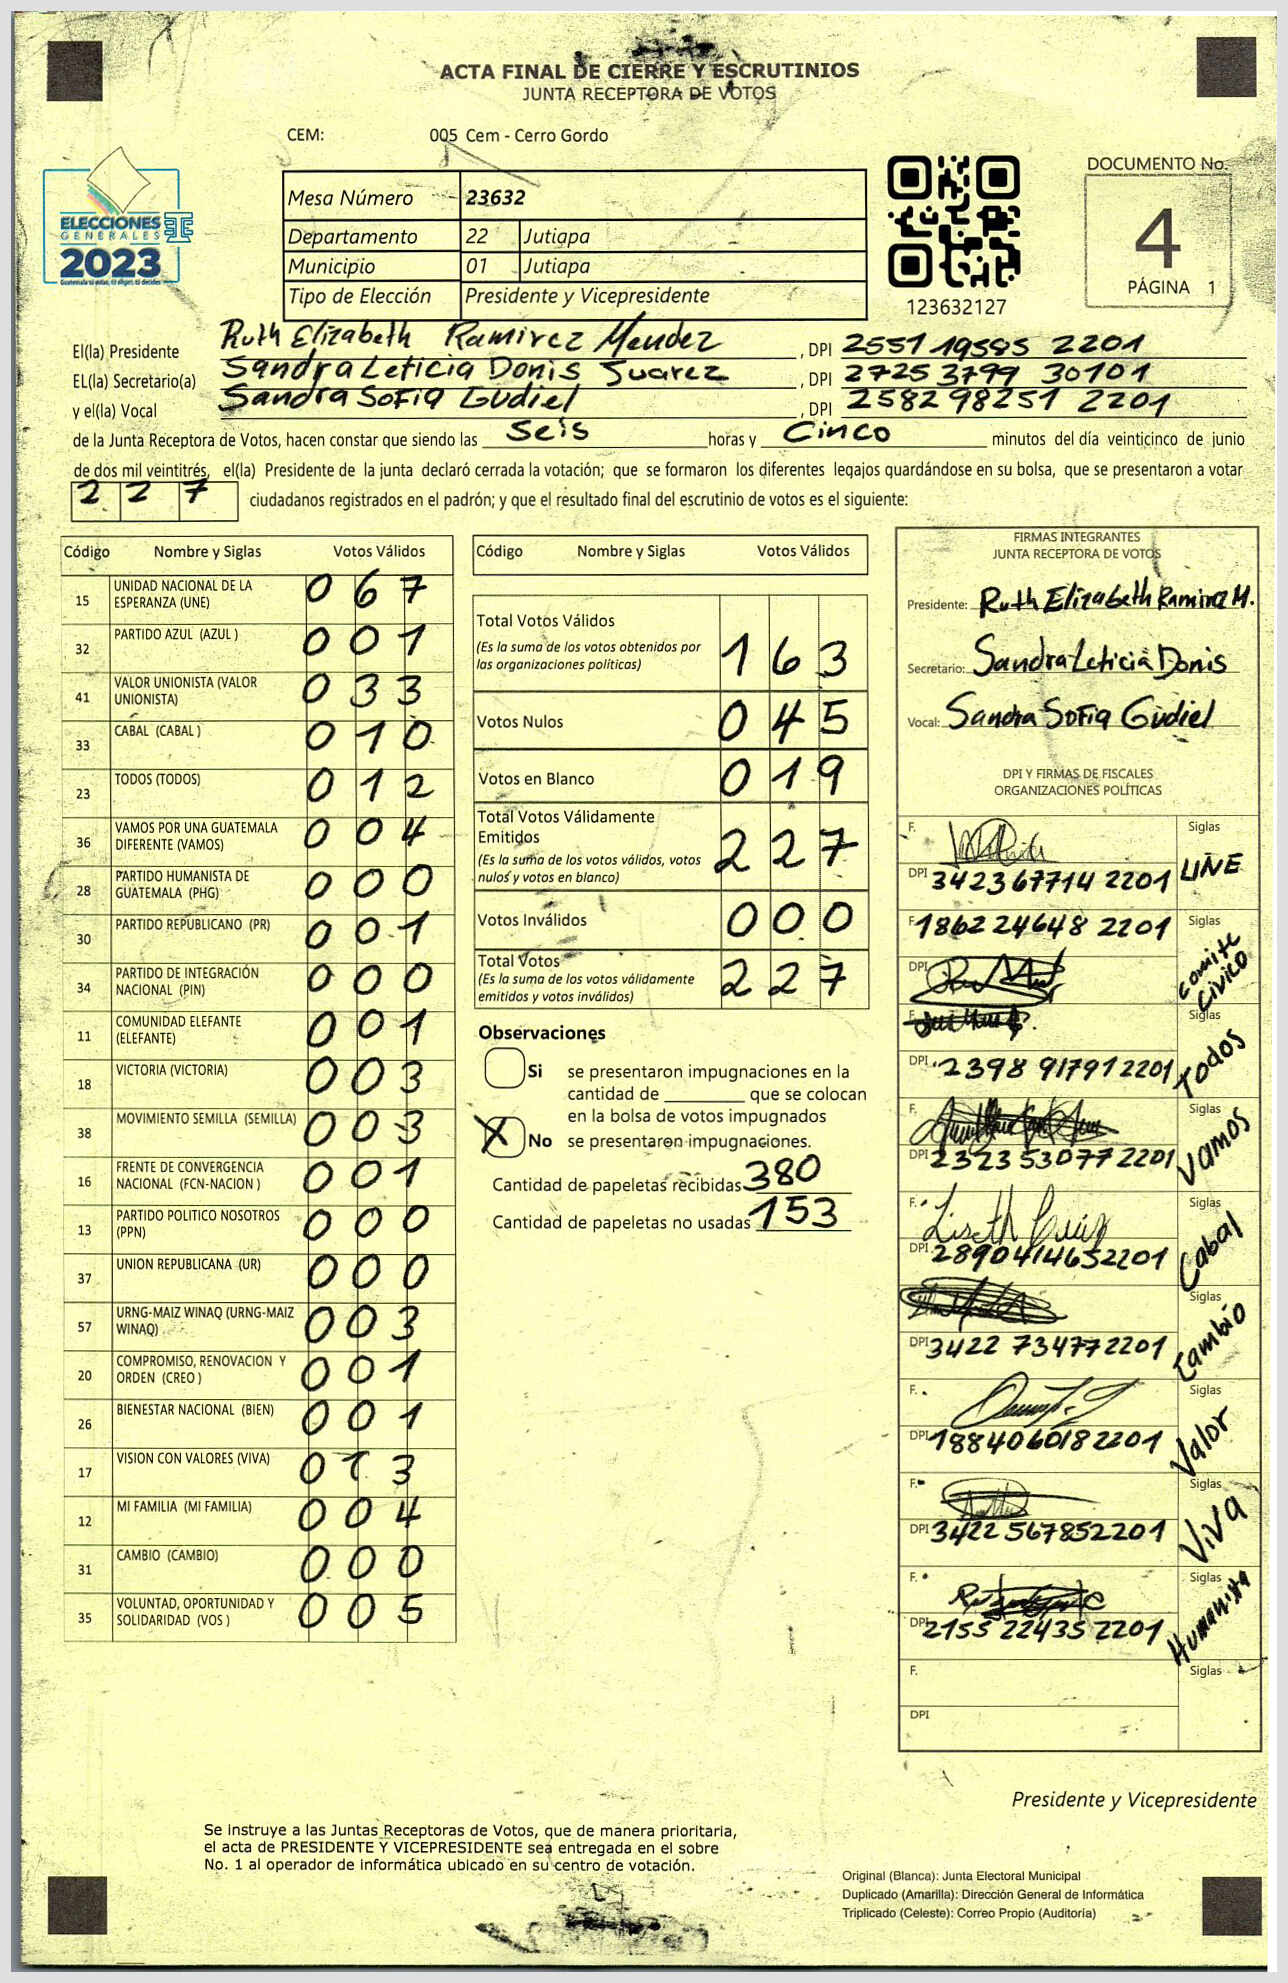 ACTA FINAL DE CIERRE Y ESCRUTINIOS
JUNTA RECEPTORA DE VOTOS
CEM: 005 Cem - Cerro Gordo
DOCUMENTO No.
4
PÁGINA 1
ELECCIONES
GENERALES
2023
Guatemala tú eliges, tú decides
Mesa Número 23632
Departamento 22 Jutiapa
Municipio 01 Jutiapa
Tipo de Elección Presidente y Vicepresidente
123632127
El(la) Presidente Ruth Elizabeth Ramirez Mendez , DPI 2551 19585 2201
EL(la) Secretario(a) Sandra Leticia Donis Juarez , DPI 2725 3799 30101
y el(la) Vocal Sandra Sofia Gudiel , DPI 258298251 2201
de la Junta Receptora de Votos, hacen constar que siendo las Seis horas y Cinco minutos del día veinticinco de junio
de dos mil veintitrés, el(la) Presidente de la junta declaró cerrada la votación; que se formaron los diferentes legajos guardándose en su bolsa, que se presentaron a votar
2 2 7 ciudadanos registrados en el padrón; y que el resultado final del escrutinio de votos es el siguiente:
Código Nombre y Siglas Votos Válidos
15 UNIDAD NACIONAL DE LA ESPERANZA (UNE) 0 6 7
32 PARTIDO AZUL (AZUL ) 0 0 1
41 VALOR UNIONISTA (VALOR UNIONISTA) 0 3 3
33 CABAL (CABAL ) 0 1 0
23 TODOS (TODOS) 0 1 2
36 VAMOS POR UNA GUATEMALA DIFERENTE (VAMOS) 0 0 4
28 PARTIDO HUMANISTA DE GUATEMALA (PHG) 0 0 0
30 PARTIDO REPUBLICANO (PR) 0 0 1
34 PARTIDO DE INTEGRACIÓN NACIONAL (PIN) 0 0 0
11 COMUNIDAD ELEFANTE (ELEFANTE) 0 0 1
18 VICTORIA (VICTORIA) 0 0 3
38 MOVIMIENTO SEMILLA (SEMILLA) 0 0 3
16 FRENTE DE CONVERGENCIA NACIONAL (FCN-NACION ) 0 0 1
13 PARTIDO POLITICO NOSOTROS (PPN) 0 0 0
37 UNION REPUBLICANA (UR) 0 0 0
57 URNG-MAIZ WINAQ (URNG-MAIZ WINAQ) 0 0 3
20 COMPROMISO, RENOVACION Y ORDEN (CREO ) 0 0 1
26 BIENESTAR NACIONAL (BIEN) 0 0 1
17 VISION CON VALORES (VIVA) 0 1 3
12 MI FAMILIA (MI FAMILIA) 0 0 4
31 CAMBIO (CAMBIO) 0 0 0
35 VOLUNTAD, OPORTUNIDAD Y SOLIDARIDAD (VOS ) 0 0 5
Código Nombre y Siglas Votos Válidos
Total Votos Válidos
(Es la suma de los votos obtenidos por
las organizaciones políticas) 1 6 3
Votos Nulos 0 4 5
Votos en Blanco 0 1 9
Total Votos Válidamente
Emitidos
(Es la suma de los votos válidos, votos
nulos y votos en blanco) 2 2 7
Votos Inválidos 0 0 0
Total Votos
(Es la suma de los votos válidamente
emitidos y votos inválidos) 2 2 7
Observaciones
Si se presentaron impugnaciones en la
cantidad de ________ que se colocan
en la bolsa de votos impugnados
X No se presentaron impugnaciones.
Cantidad de papeletas recibidas 380
Cantidad de papeletas no usadas 153
FIRMAS INTEGRANTES
JUNTA RECEPTORA DE VOTOS
Presidente: Ruth Elizabeth Ramirez M.
Secretario: Sandra Leticia Donis
Vocal: Sandra Sofia Gudiel
DPI Y FIRMAS DE FISCALES
ORGANIZACIONES POLÍTICAS
F. Siglas
DPI 342367714 2201 UNE
F. 186224648 2201 Siglas
DPI Comite Civico
F. Siglas
DPI 2398 91791 2201 Todos
F.
DPI 2323 53077 2201 Vamos
F. Liseth Cruz Siglas
DPI 2890414652201 Cabal
Siglas
DPI 3422 734772201 Cambio
F. Siglas
DPI 1884060182201 Valor
F. Siglas
DPI 3422 567852201 Viva
F. Siglas
DPI 2155 22435 2201 Humanista
F. Siglas
DPI
Presidente y Vicepresidente
Se instruye a las Juntas Receptoras de Votos, que de manera prioritaria,
el acta de PRESIDENTE Y VICEPRESIDENTE sea entregada en el sobre
No. 1 al operador de informática ubicado en su centro de votación.
Original (Blanca): Junta Electoral Municipal
Duplicado (Amarilla): Dirección General de Informática
Triplicado (Celeste): Correo Propio (Auditoría)